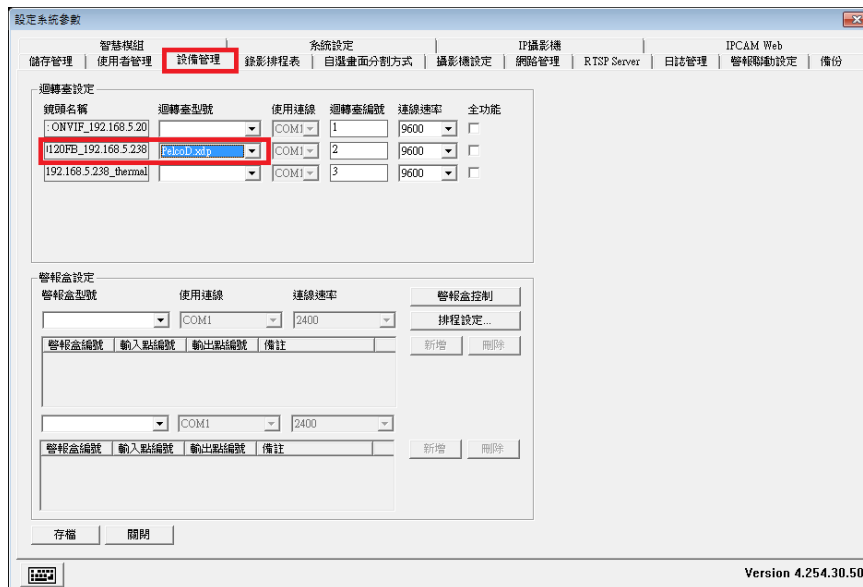 設定系統參數
智慧模組 系統設定 IP攝影機 IPCAM Web
儲存管理 使用者管理 設備管理 錄影排程表 自選畫面分割方式 攝影機設定 網路管理 RTSP Server 日誌管理 警報聯動設定 備份
迴轉臺設定
鏡頭名稱 迴轉臺型號 使用連線 迴轉臺編號 連線速率 全功能
: ONVIF_192.168.5.20 COM1 1 9600
120FB_192.168.5.238 PelcoD.xdp COM1 2 9600
192.168.5.238_thermal COM1 3 9600
警報盒設定
警報盒型號 使用連線 連線速率 警報盒控制
COM1 2400 排程設定...
警報盒編號 輸入點編號 輸出點編號 備註 新增 刪除
COM1 2400
警報盒編號 輸入點編號 輸出點編號 備註 新增 刪除
存檔 關閉
Version 4.254.30.50